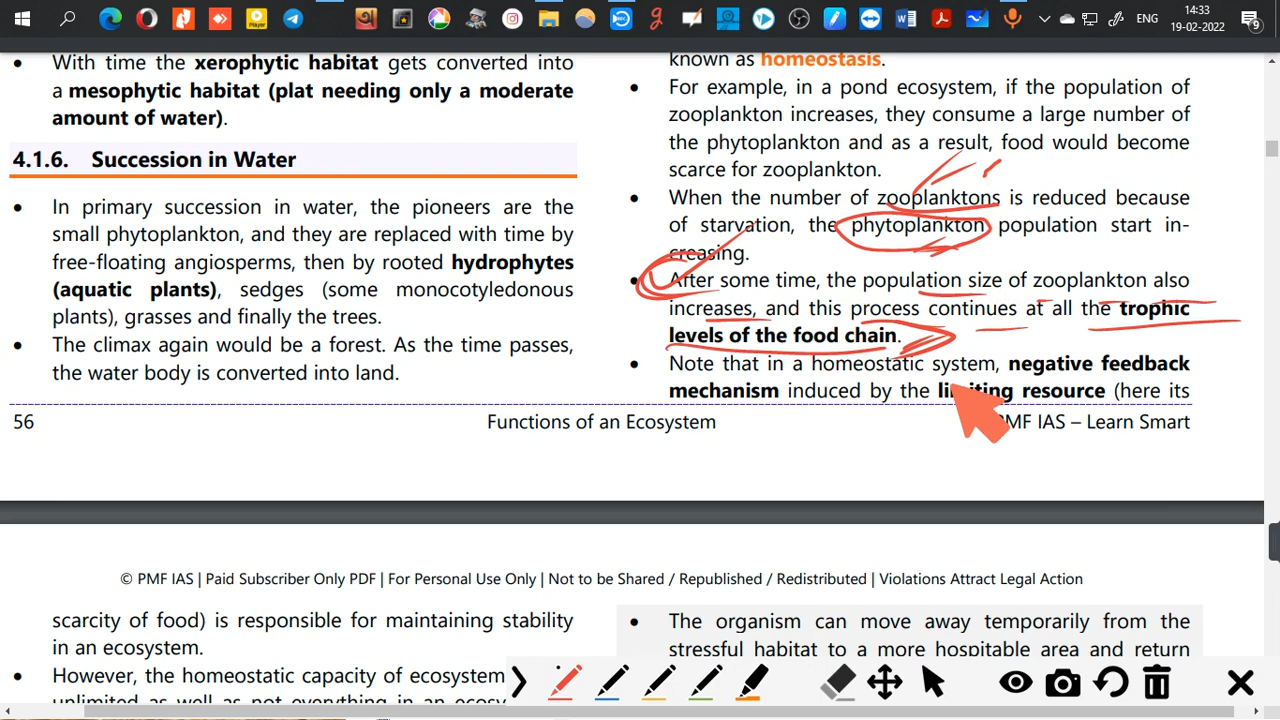 14:33
ENG
19-02-2022
With time the xerophytic habitat gets converted into
a mesophytic habitat (plat needing only a moderate
amount of water).
4.1.6. Succession in Water
In primary succession in water, the pioneers are the
small phytoplankton, and they are replaced with time by
free-floating angiosperms, then by rooted hydrophytes
(aquatic plants), sedges (some monocotyledonous
plants), grasses and finally the trees.
The climax again would be a forest. As the time passes,
the water body is converted into land.
known as homeostasis.
For example, in a pond ecosystem, if the population of
zooplankton increases, they consume a large number of
the phytoplankton and as a result, food would become
scarce for zooplankton.
When the number of zooplanktons is reduced because
of starvation, the phytoplankton population start in-
creasing.
After some time, the population size of zooplankton also
increases, and this process continues at all the trophic
levels of the food chain.
Note that in a homeostatic system, negative feedback
mechanism induced by the limiting resource (here its
56 Functions of an Ecosystem PMF IAS – Learn Smart
© PMF IAS | Paid Subscriber Only PDF | For Personal Use Only | Not to be Shared / Republished / Redistributed | Violations Attract Legal Action
scarcity of food) is responsible for maintaining stability
in an ecosystem.
However, the homeostatic capacity of ecosystem
unlimited as well as not everything in an ecosy
The organism can move away temporarily from the
stressful habitat to a more hospitable area and return